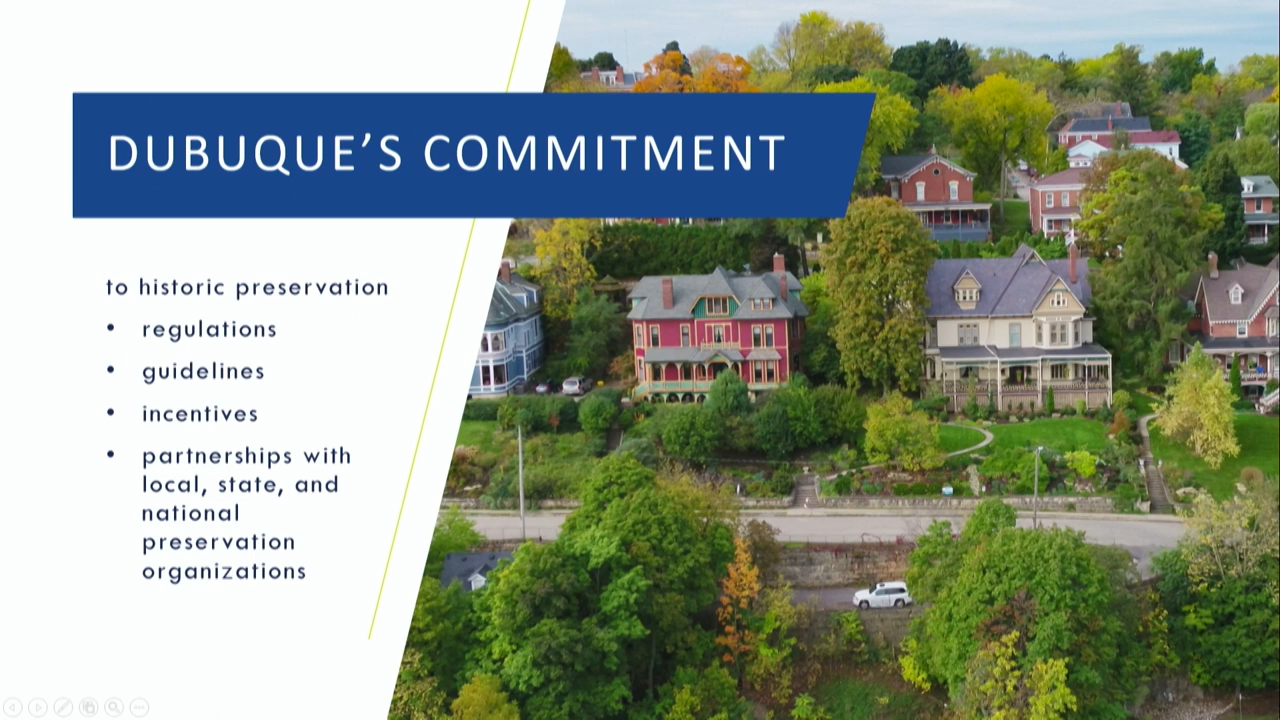 DUBUQUE’S COMMITMENT
to historic preservation
• regulations
• guidelines
• incentives
• partnerships with
local, state, and
national
preservation
organizations